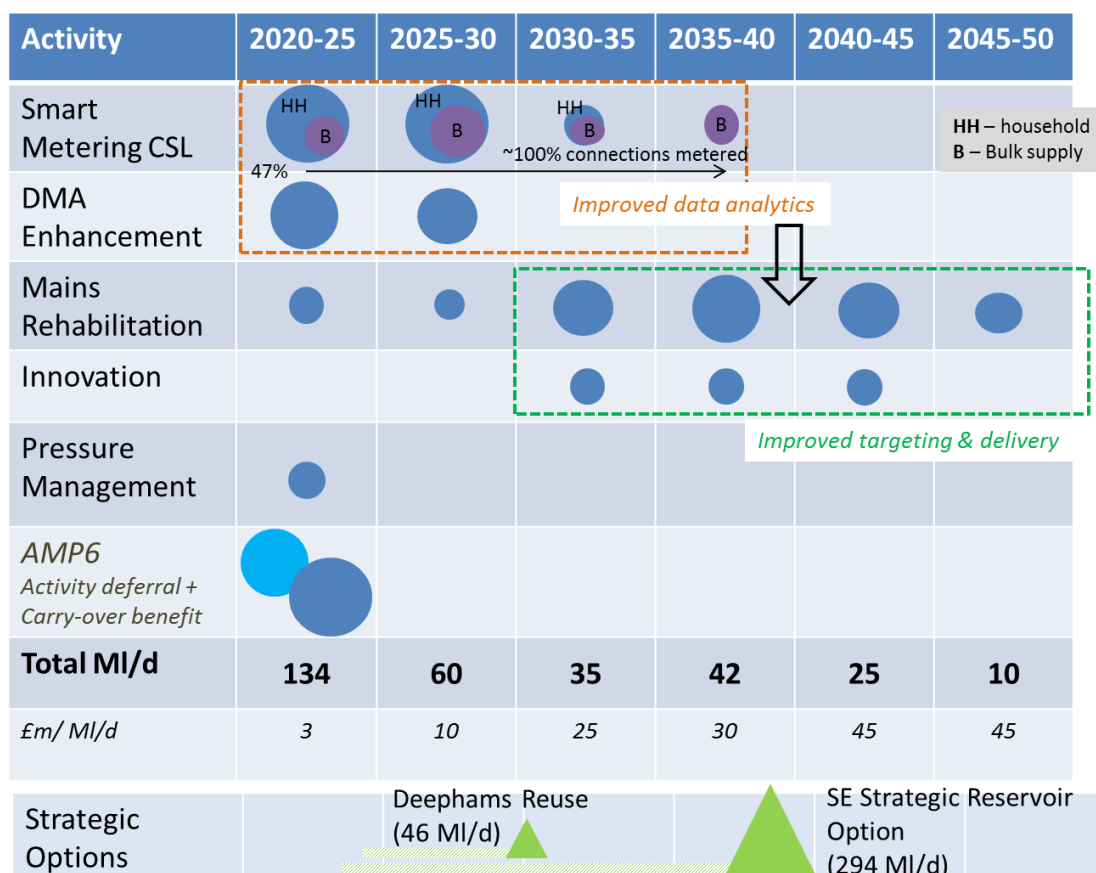 Activity 2020-25 2025-30 2030-35 2035-40 2040-45 2045-50
Smart
Metering CSL
HH
B
HH
B
HH
B
B
47%
~100% connections metered
HH – household
B – Bulk supply
DMA
Enhancement
Improved data analytics
Mains
Rehabilitation
Innovation
Improved targeting & delivery
Pressure
Management
AMP6
Activity deferral +
Carry-over benefit
Total Ml/d 134 60 35 42 25 10
£m/ Ml/d 3 10 25 30 45 45
Strategic
Options
Deephams Reuse
(46 Ml/d)
SE Strategic Reservoir
Option
(294 Ml/d)